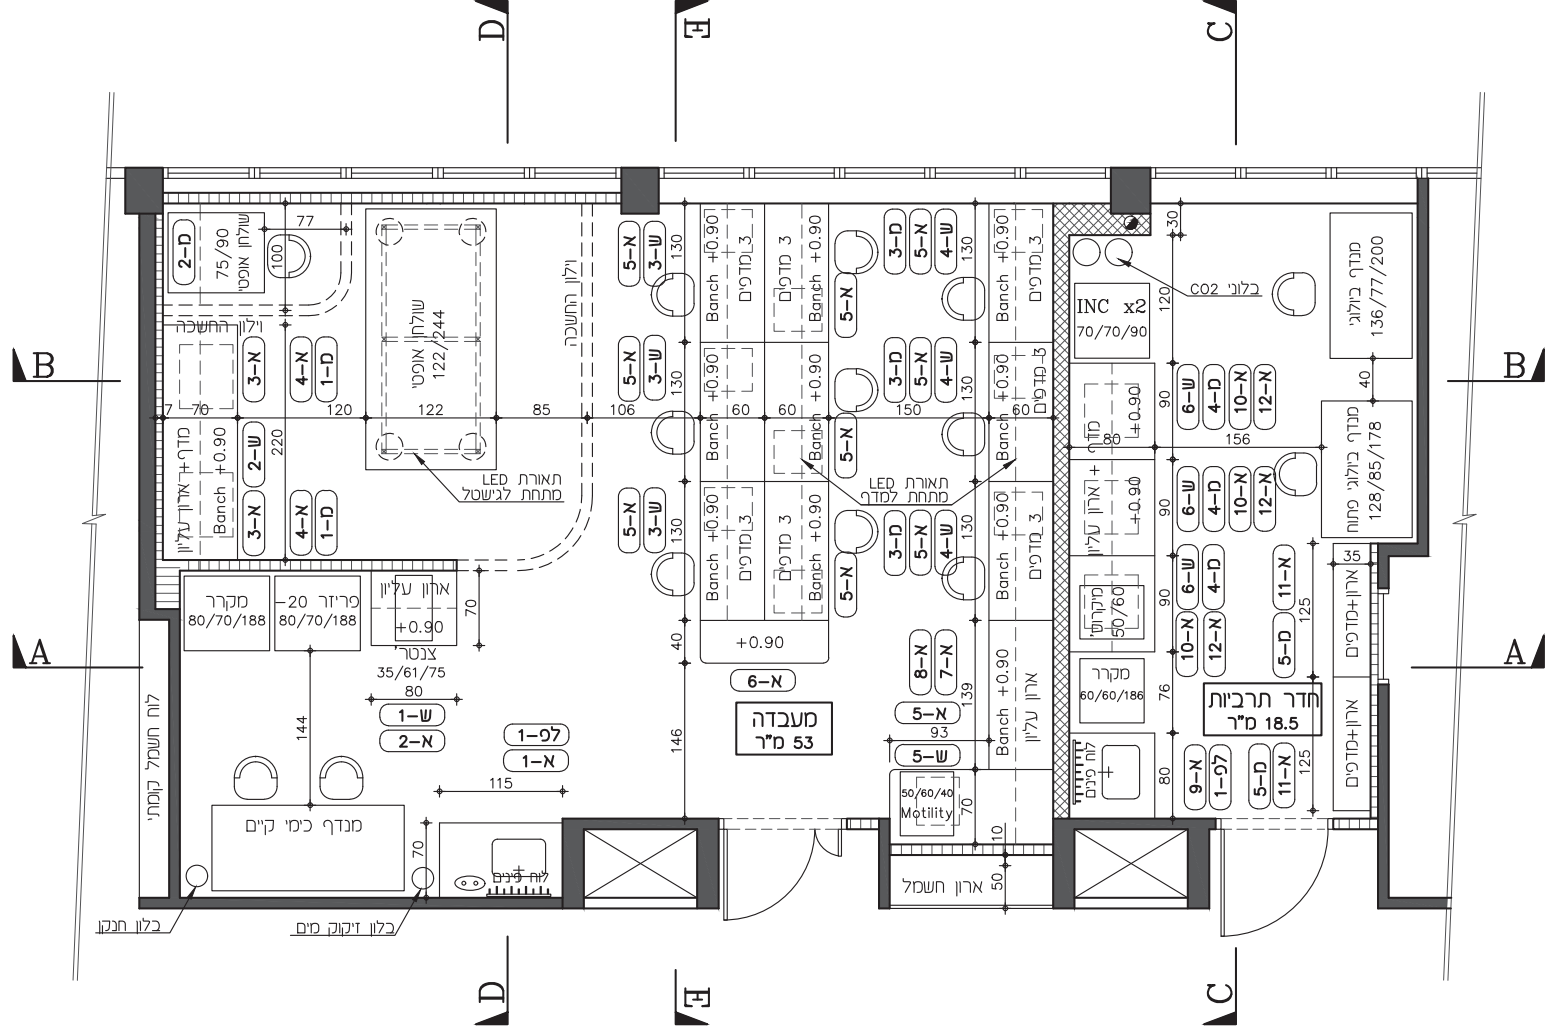 D
E
C
B
B
A
A
D
E
C
מ-2
75/90
שולחן אופטי
77
100
וילון החשכה
מדף+ארון עליון
Banch +0.90
א-3
ש-2
א-3
א-4
מ-1
א-4
מ-1
220
7
70
120
122
85
106
60
60
150
60
שולחן אופטי
122/244
וילון החשכה
תאורת LED
מתחת לגישטל
א-5
ש-3
א-5
ש-3
א-5
ש-3
130
130
130
40
146
Banch +0.90
3 מדפים
3 מדפים
Banch +0.90
Banch +0.90
Banch +0.90
Banch +0.90
3 מדפים
3 מדפים
Banch +0.90
+0.90
א-6
א-5
א-5
א-5
מ-3
א-5
ש-4
מ-3
א-5
ש-4
מ-3
א-5
ש-4
130
130
130
139
Banch +0.90
3 מדפים
Banch +0.90
3 מדפים
Banch +0.90
3 מדפים
תאורת LED
מתחת למדף
א-8
א-7
א-5
93
ש-5
Banch +0.90
ארון עליון
50/60/40
Motility
70
10
50
ארון חשמל
מעבדה
53 מ"ר
מקרר
80/70/188
פריזר 20-
80/70/188
ארון עליון
+0.90
70
צנטר'
35/61/75
80
ש-1
א-2
לפ-1
א-1
115
144
70
מנדף כימי קיים
לוח פינים
לוח חשמל קומתי
בלון חנקן
בלון זיקוק מים
30
120
90
90
90
76
80
בלוני CO2
INC x2
70/70/90
מנדף ביולוגי
136/77/200
40
מנדף ביולוגי פתוח
128/85/178
80
156
מדף + ארון עליון
+0.90
+0.90
ש-6
מ-4
א-10
א-12
ש-6
מ-4
א-10
א-12
ש-6
מ-4
א-10
א-12
א-11
מ-5
מיקרוש'
50/60
מקרר
60/60/186
חדר תרביות
18.5 מ"ר
35
125
125
ארון+מדפים
ארון+מדפים
לוח פינים
א-9
לפ-1
מ-5
א-11